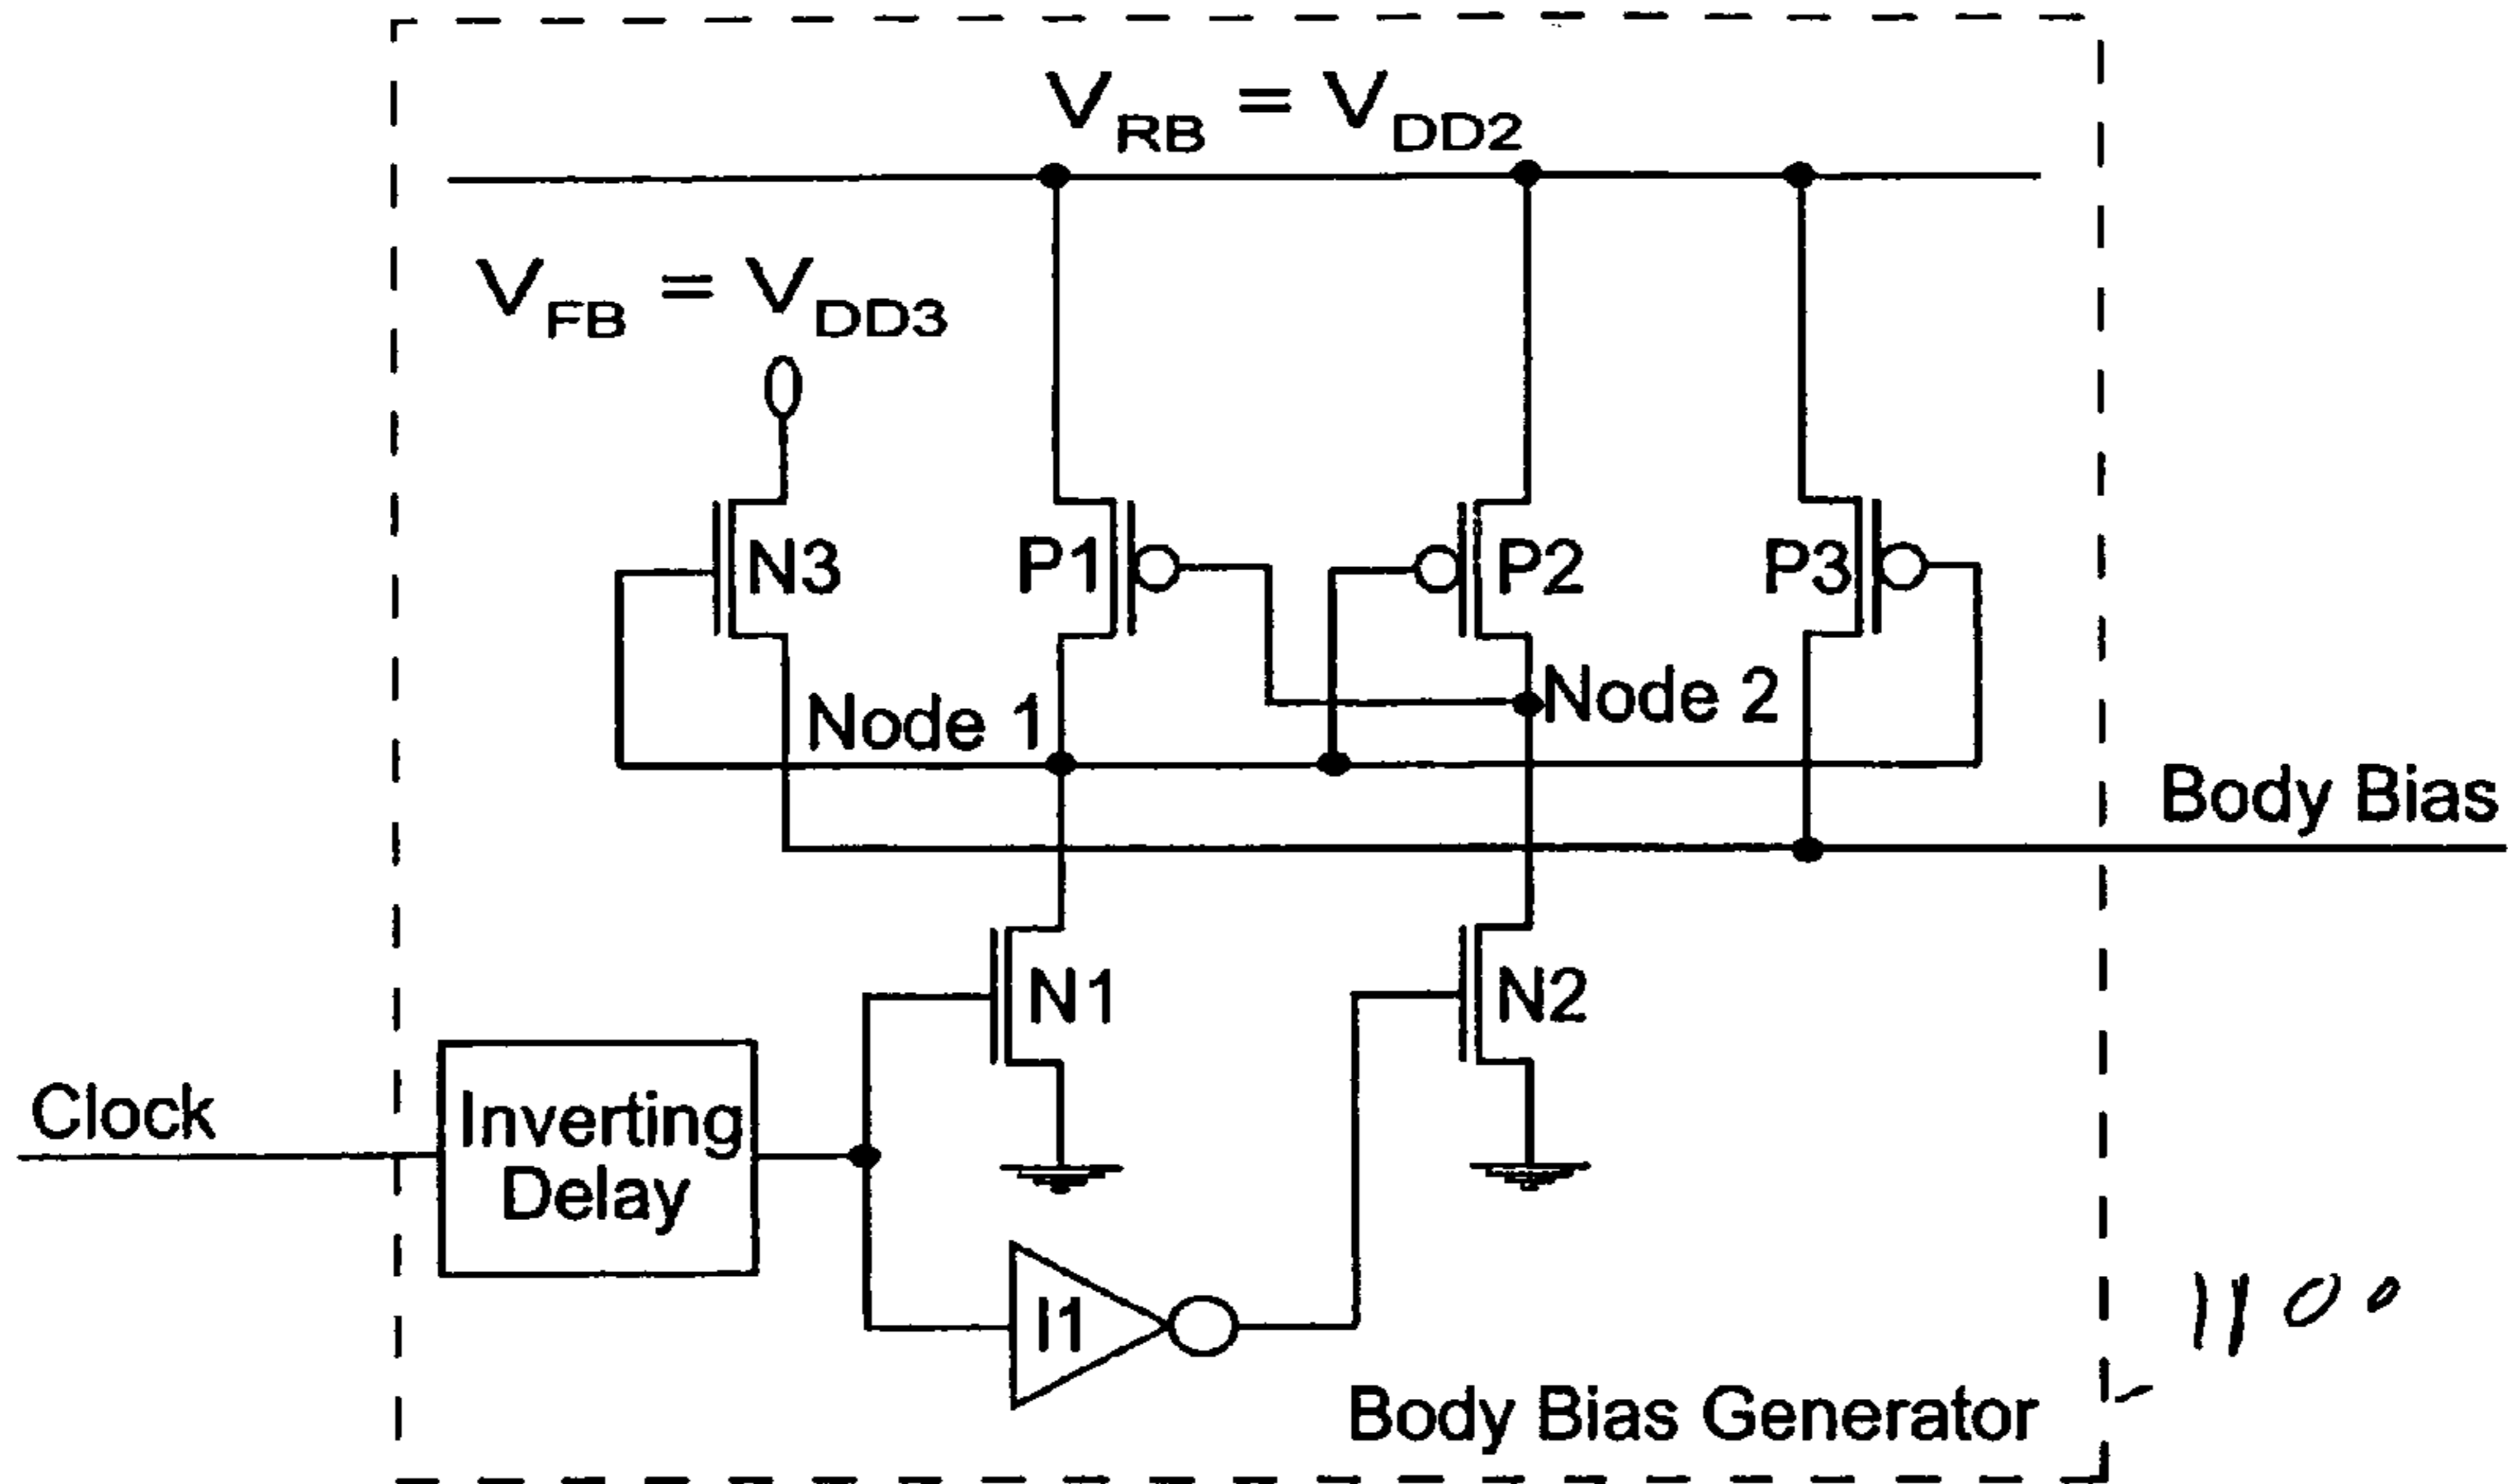 V_RB = V_DD2
V_FB = V_DD3
N3
P1
P2
P3
Node 1
Node 2
Body Bias
N1
N2
Clock
Inverting
Delay
I1
1100
Body Bias Generator